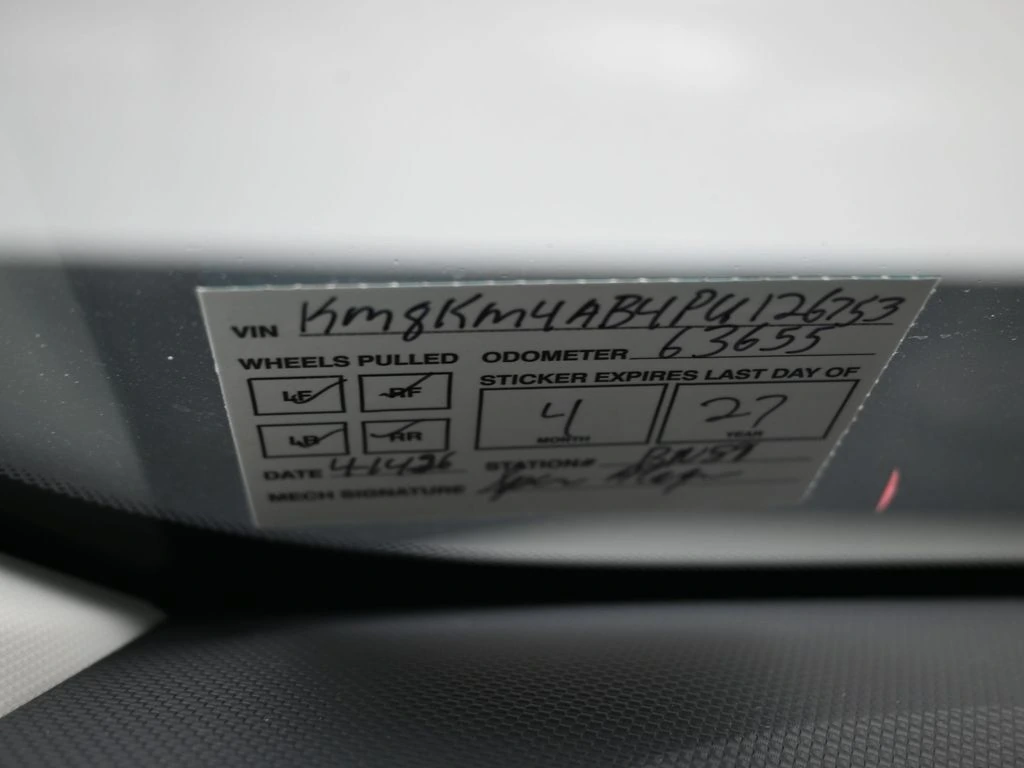 VIN Km8Km4AB4PU126753
WHEELS PULLED ODOMETER 63655
STICKER EXPIRES LAST DAY OF
LF RF 4 27
MONTH YEAR
LR RR
DATE 4-14-26 STATION#
MECH SIGNATURE